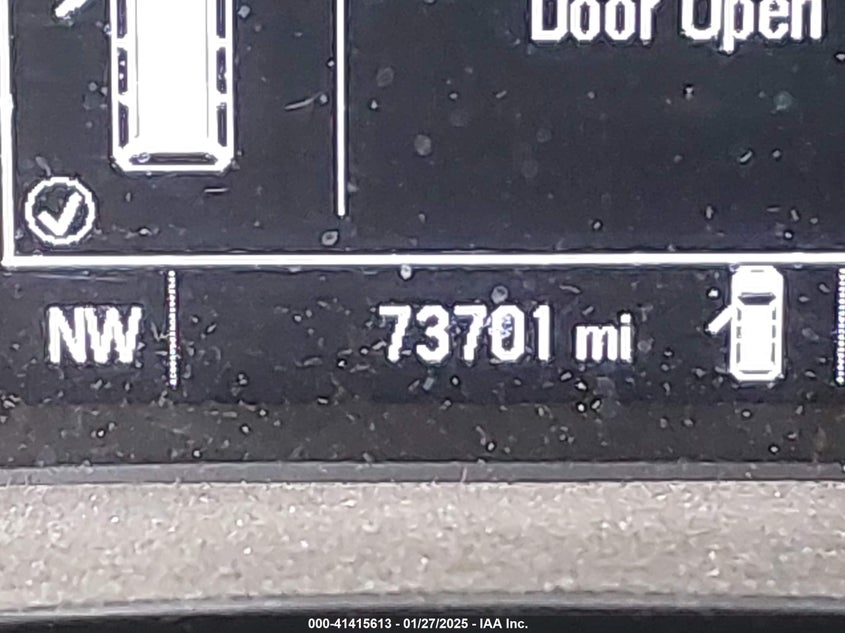 Door Open
NW 73701 mi
000-41415613 - 01/27/2025 - IAA Inc.